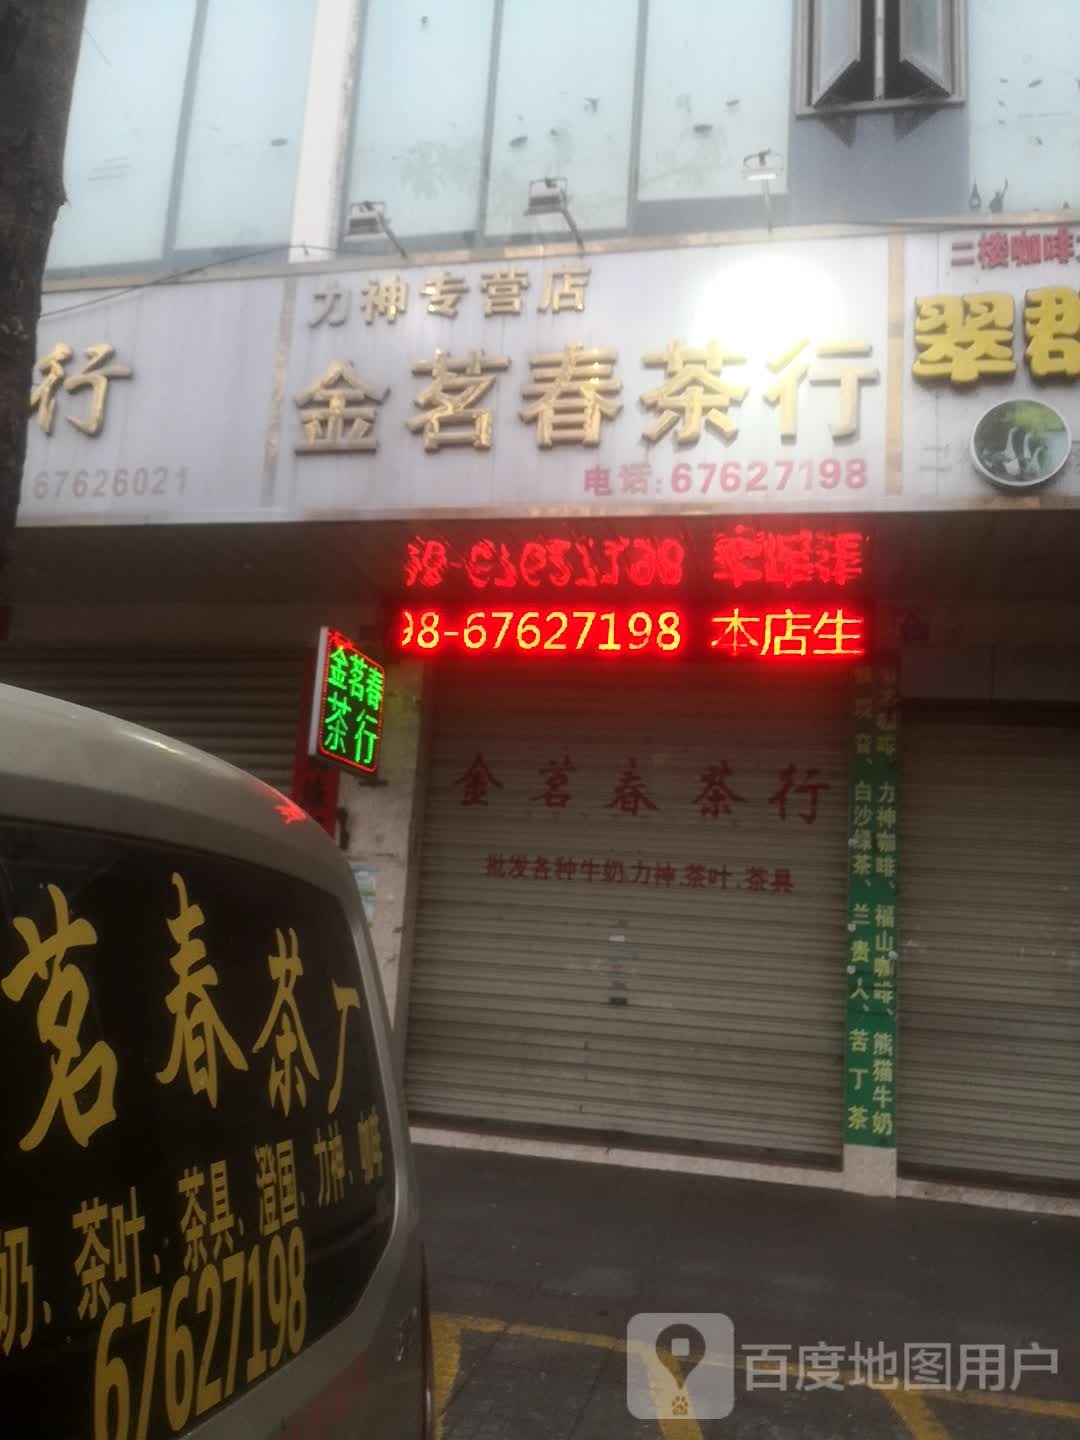 力神专营店
金茗春茶行
电话:67627198
行
67626021
二楼咖啡
翠群
98-67627198 本店生
金茗春
茶行
金茗春茶行
批发各种牛奶.力神.茶叶.茶具
力神咖啡、福山咖啡、熊猫牛奶
白沙绿茶、兰贵人、苦丁茶
茗春茶厂
奶、茶叶、茶具、澄国、力神、咖啡
67627198
百度地图用户